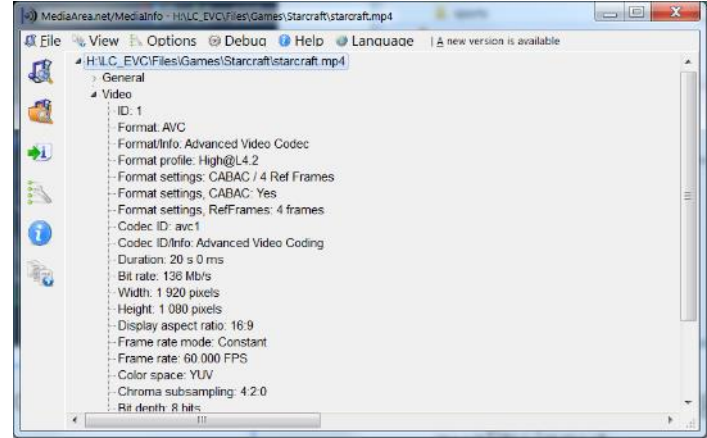 MediaArea.net/MediaInfo - H:\LC_EVC\Files\Games\Starcraft\starcraft.mp4
File View Options Debug Help Language | A new version is available
H:\LC_EVC\Files\Games\Starcraft\starcraft.mp4
General
Video
ID: 1
Format: AVC
Format/Info: Advanced Video Codec
Format profile: High@L4.2
Format settings: CABAC / 4 Ref Frames
Format settings, CABAC: Yes
Format settings, RefFrames: 4 frames
Codec ID: avc1
Codec ID/Info: Advanced Video Coding
Duration: 20 s 0 ms
Bit rate: 136 Mb/s
Width: 1 920 pixels
Height: 1 080 pixels
Display aspect ratio: 16:9
Frame rate mode: Constant
Frame rate: 60.000 FPS
Color space: YUV
Chroma subsampling: 4:2:0
Bit depth: 8 bits